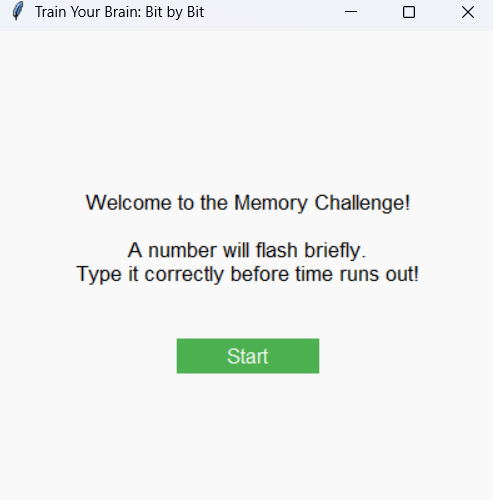 Train Your Brain: Bit by Bit
Welcome to the Memory Challenge!
A number will flash briefly.
Type it correctly before time runs out!
Start